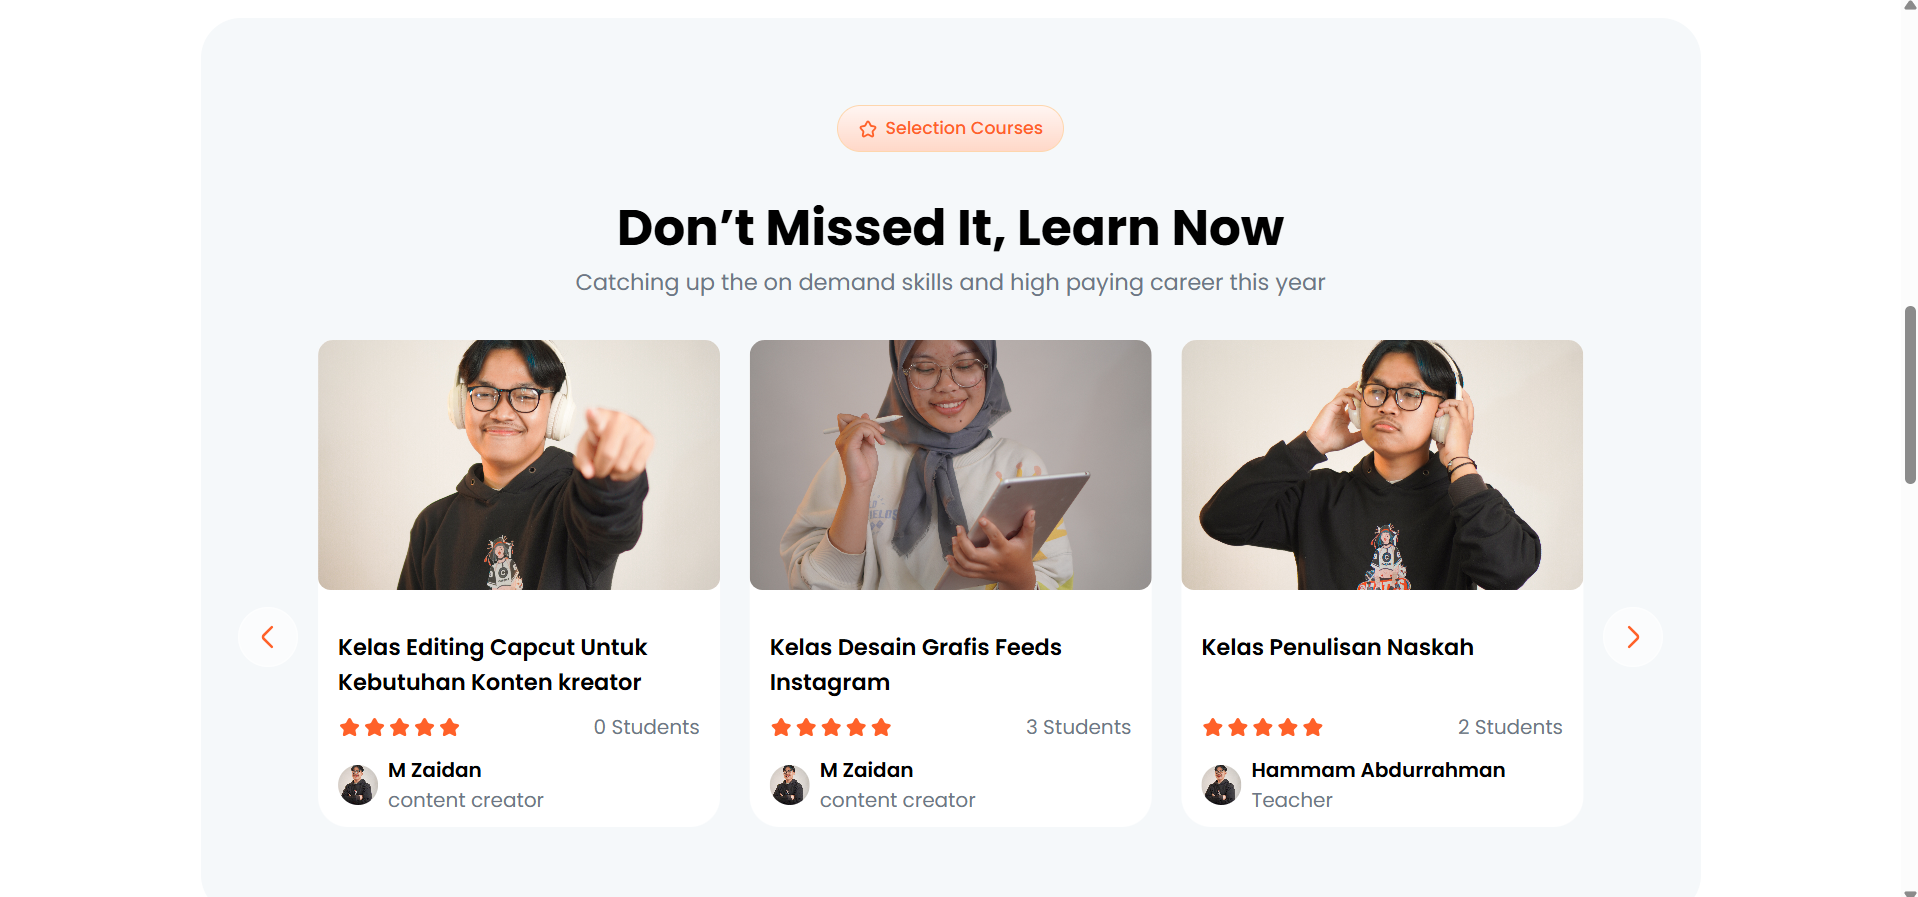 Selection Courses
Don’t Missed It, Learn Now
Catching up the on demand skills and high paying career this year
Kelas Editing Capcut Untuk
Kebutuhan Konten kreator
0 Students
M Zaidan
content creator
Kelas Desain Grafis Feeds
Instagram
3 Students
M Zaidan
content creator
Kelas Penulisan Naskah
2 Students
Hammam Abdurrahman
Teacher